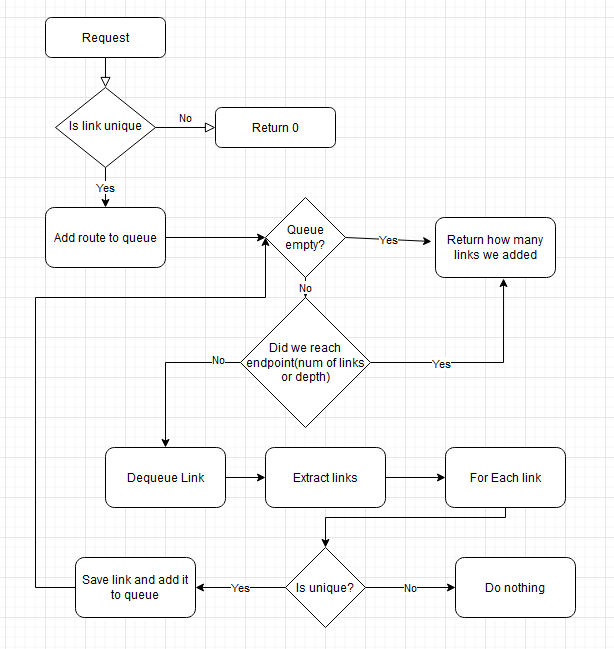 Request
Is link unique
No
Return 0
Yes
Add route to queue
Queue
empty?
Yes
Return how many
links we added
No
Did we reach
endpoint(num of links
or depth)
No
Yes
Dequeue Link
Extract links
For Each link
Save link and add it
to queue
Yes
Is unique?
No
Do nothing